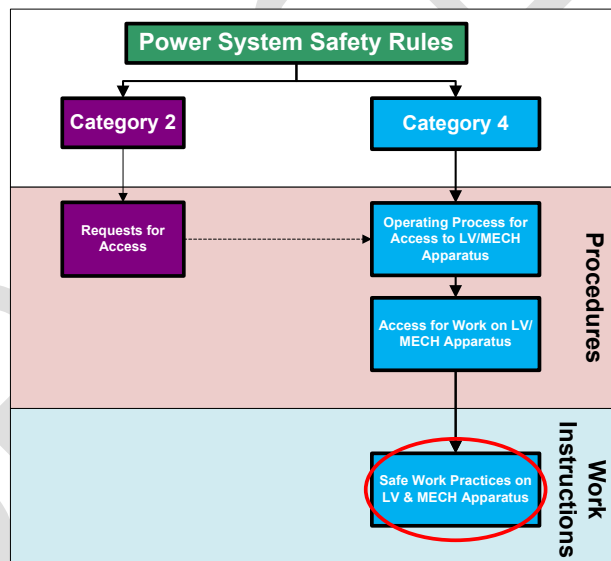 Power System Safety Rules
Category 2
Category 4
Requests for
Access
Operating Process for
Access to LV/MECH
Apparatus
Access for Work on LV/
MECH Apparatus
Procedures
Safe Work Practices on
LV & MECH Apparatus
Work
Instructions